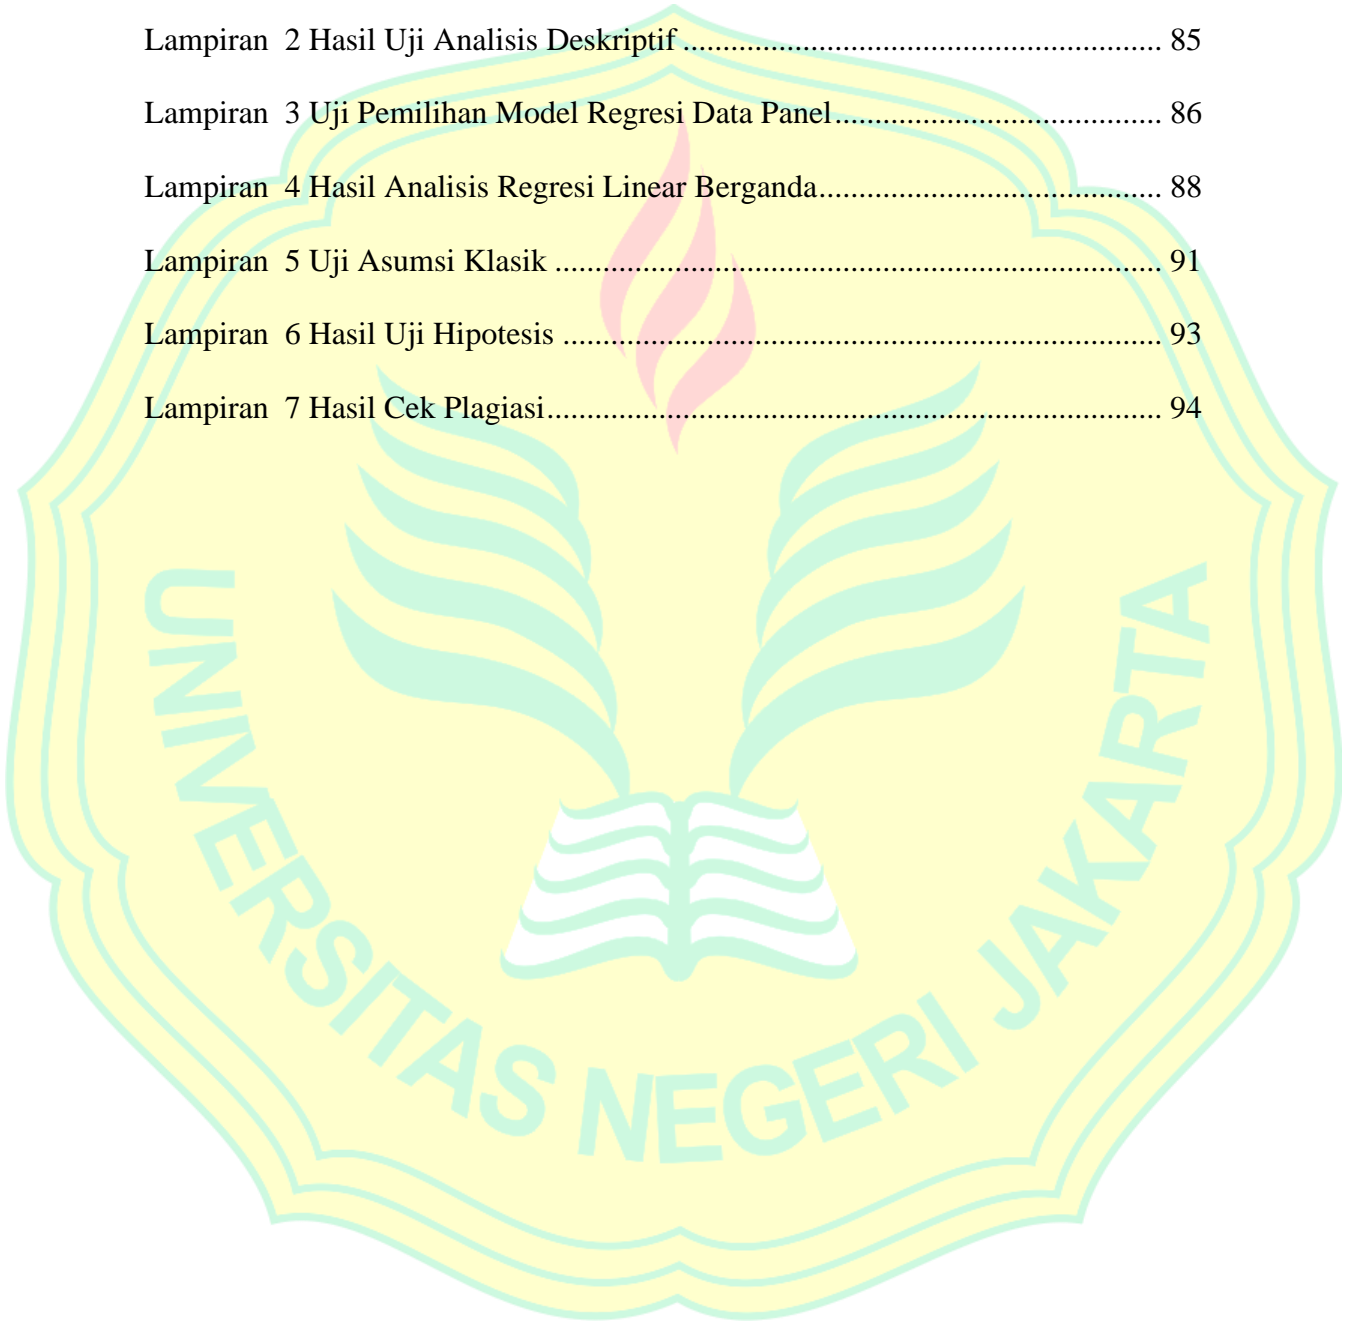 Lampiran  2 Hasil Uji Analisis Deskriptif ............................................................ 85
Lampiran  3 Uji Pemilihan Model Regresi Data Panel......................................... 86
Lampiran  4 Hasil Analisis Regresi Linear Berganda........................................... 88
Lampiran  5 Uji Asumsi Klasik ............................................................................ 91
Lampiran  6 Hasil Uji Hipotesis ........................................................................... 93
Lampiran  7 Hasil Cek Plagiasi............................................................................. 94
UNIVERSITAS NEGERI JAKARTA